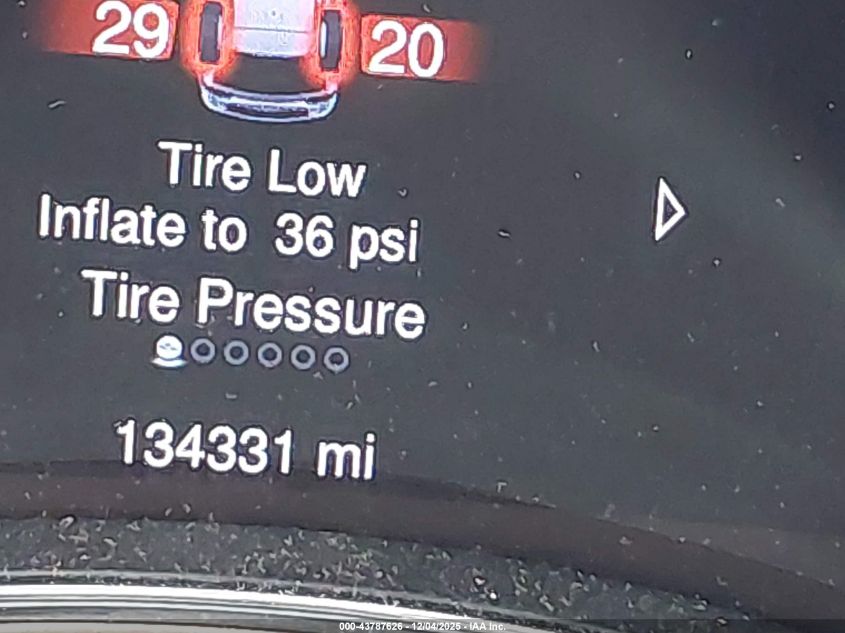 29 20
Tire Low
Inflate to 36 psi
Tire Pressure
134331 mi
000-43787626 - 12/04/2025 - IAA Inc.